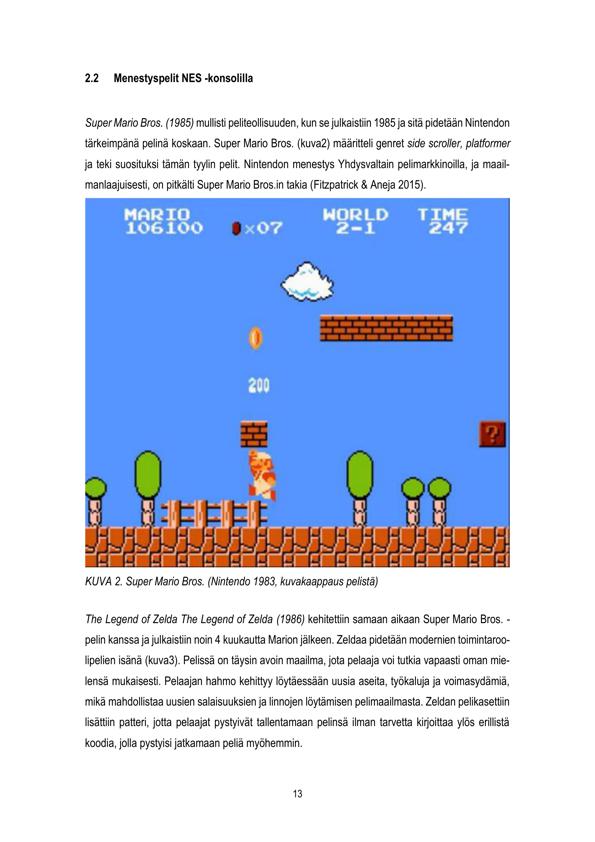 2.2 Menestyspelit NES -konsolilla
Super Mario Bros. (1985) mullisti peliteollisuuden, kun se julkaistiin 1985 ja sitä pidetään Nintendon
tärkeimpänä pelinä koskaan. Super Mario Bros. (kuva2) määritteli genret side scroller, platformer
ja teki suosituksi tämän tyylin pelit. Nintendon menestys Yhdysvaltain pelimarkkinoilla, ja maail-
manlaajuisesti, on pitkälti Super Mario Bros.in takia (Fitzpatrick & Aneja 2015).
MARIO WORLD TIME
106100 ×07 2-1 247
200
?
KUVA 2. Super Mario Bros. (Nintendo 1983, kuvakaappaus pelistä)
The Legend of Zelda The Legend of Zelda (1986) kehitettiin samaan aikaan Super Mario Bros. -
pelin kanssa ja julkaistiin noin 4 kuukautta Marion jälkeen. Zeldaa pidetään modernien toimintaroo-
lipelien isänä (kuva3). Pelissä on täysin avoin maailma, jota pelaaja voi tutkia vapaasti oman mie-
lensä mukaisesti. Pelaajan hahmo kehittyy löytäessään uusia aseita, työkaluja ja voimasydämiä,
mikä mahdollistaa uusien salaisuuksien ja linnojen löytämisen pelimaailmasta. Zeldan pelikasettiin
lisättiin patteri, jotta pelaajat pystyivät tallentamaan pelinsä ilman tarvetta kirjoittaa ylös erillistä
koodia, jolla pystyisi jatkamaan peliä myöhemmin.
13